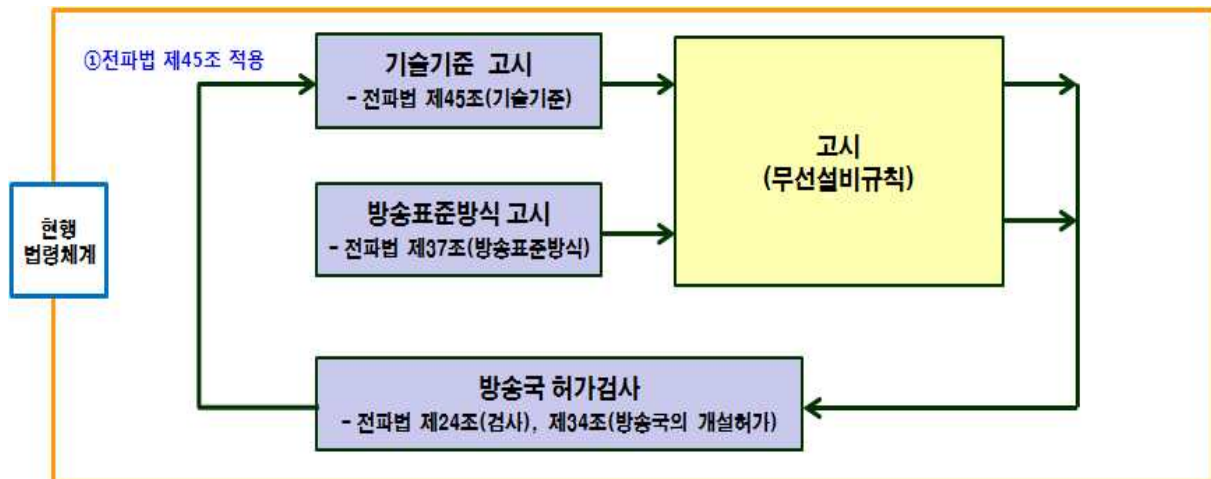 ①전파법 제45조 적용
기술기준 고시
- 전파법 제45조(기술기준)
고시
(무선설비규칙)
방송표준방식 고시
- 전파법 제37조(방송표준방식)
현행
법령체계
방송국 허가검사
- 전파법 제24조(검사), 제34조(방송국의 개설허가)